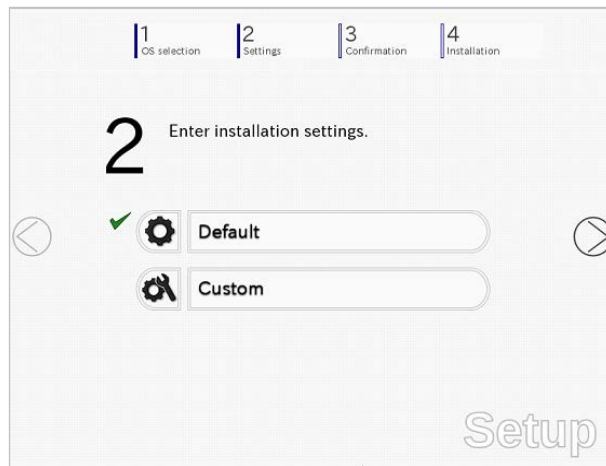 1
OS selection
2
Settings
3
Confirmation
4
Installation
2
Enter installation settings.
Default
Custom
Setup